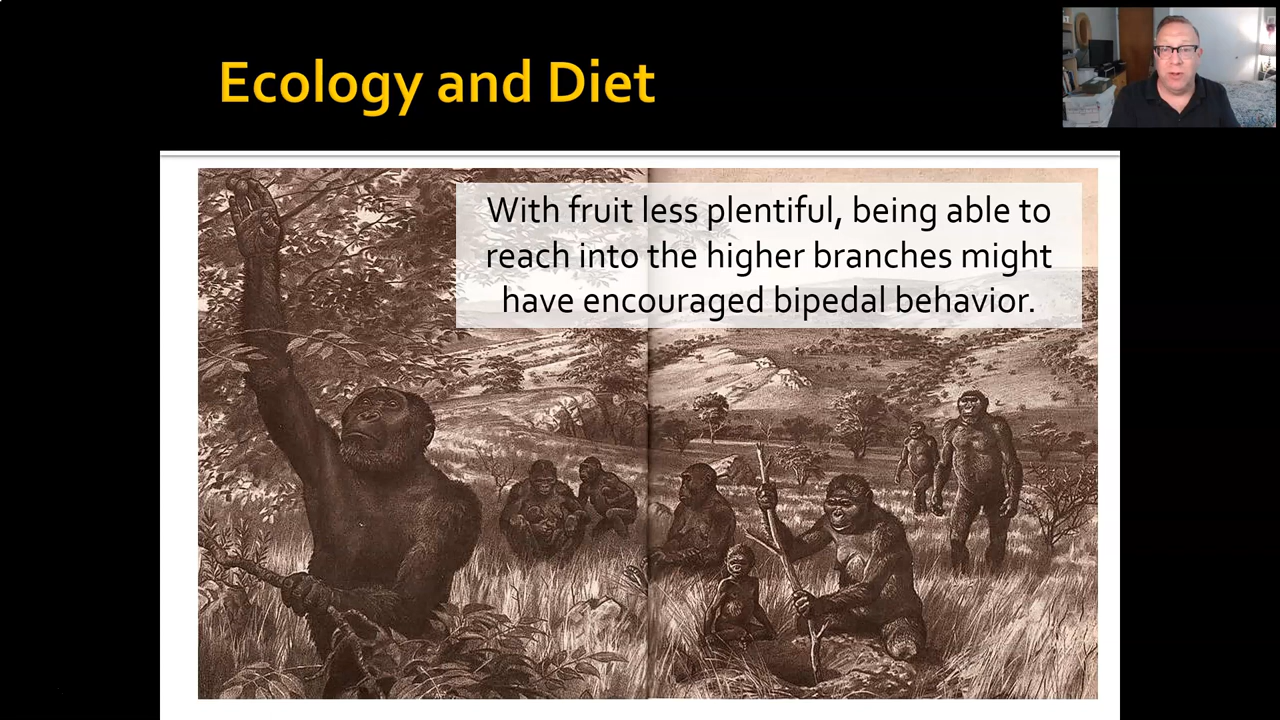 Ecology and Diet
With fruit less plentiful, being able to
reach into the higher branches might
have encouraged bipedal behavior.